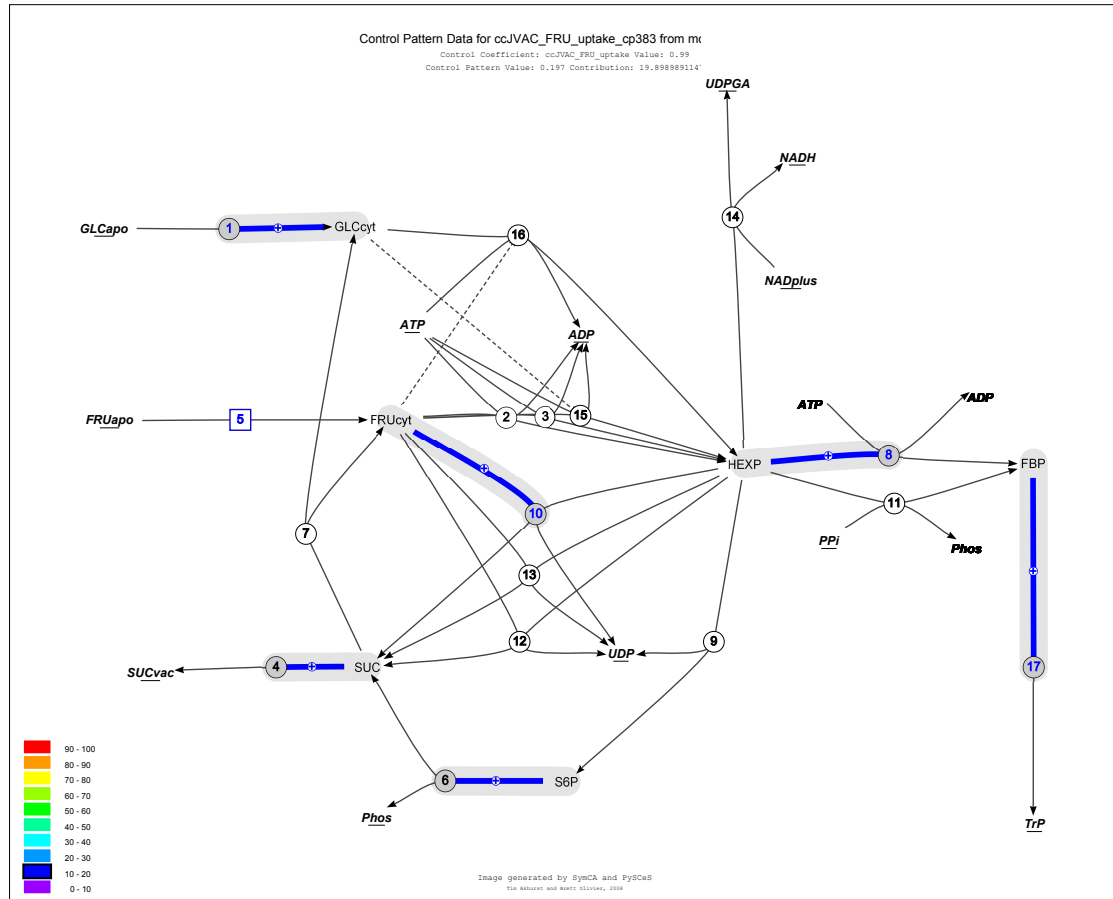 Control Pattern Data for ccJVAC_FRU_uptake_cp383 from mo
Control Coefficient: ccJVAC_FRU_uptake Value: 0.99
Control Pattern Value: 0.197 Contribution: 19.898989114
UDPGA
NADH
14
GLCapo
1
GLCcyt
16
NADplus
ATP
ADP
FRUapo
5
FRUcyt
2
3
15
ATP
ADP
HEXP
8
FBP
10
11
7
PPi
Phos
13
12
9
UDP
SUCvac
4
SUC
17
6
S6P
Phos
TrP
90 - 100
80 - 90
70 - 80
60 - 70
50 - 60
40 - 50
30 - 40
20 - 30
10 - 20
0 - 10
Image generated by SymCA and PySCeS
Tim Akhurst and Brett Olivier, 2008